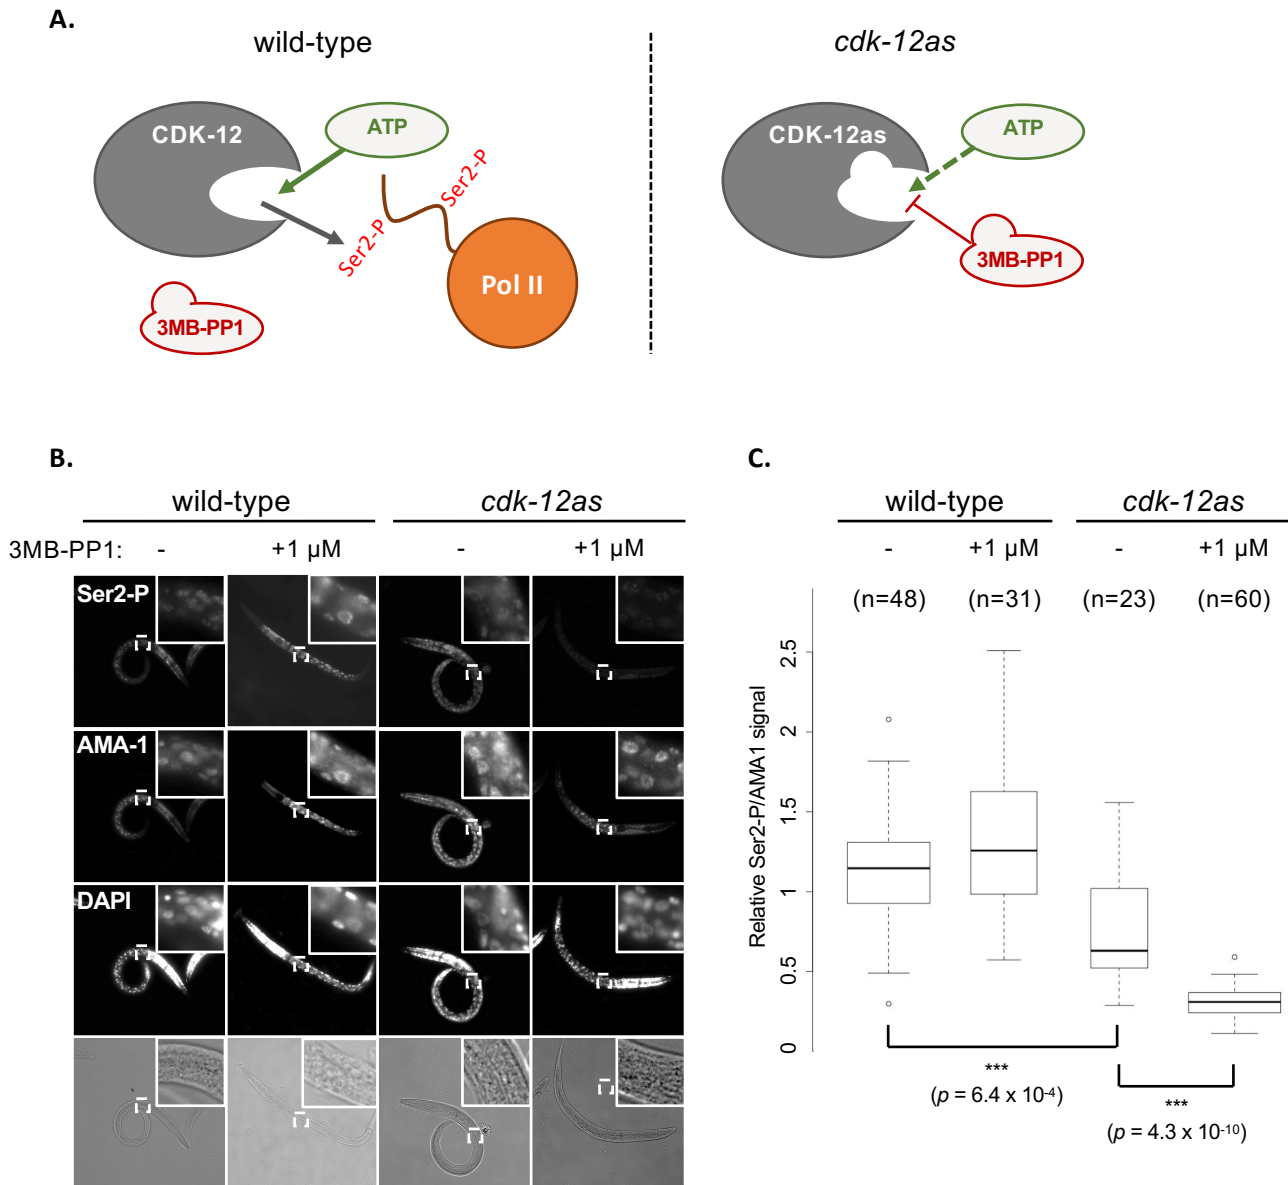 A.
wild-type
cdk-12as
CDK-12
ATP
Ser2-P
Ser2-P
Pol II
3MB-PP1
CDK-12as
ATP
3MB-PP1
B.
wild-type
cdk-12as
3MB-PP1: - +1 µM - +1 µM
Ser2-P
AMA-1
DAPI
C.
wild-type
cdk-12as
- +1 µM - +1 µM
(n=48) (n=31) (n=23) (n=60)
Relative Ser2-P/AMA1 signal
2.5
2
1.5
1
0.5
0
***
(p = 6.4 x 10-4)
***
(p = 4.3 x 10-10)